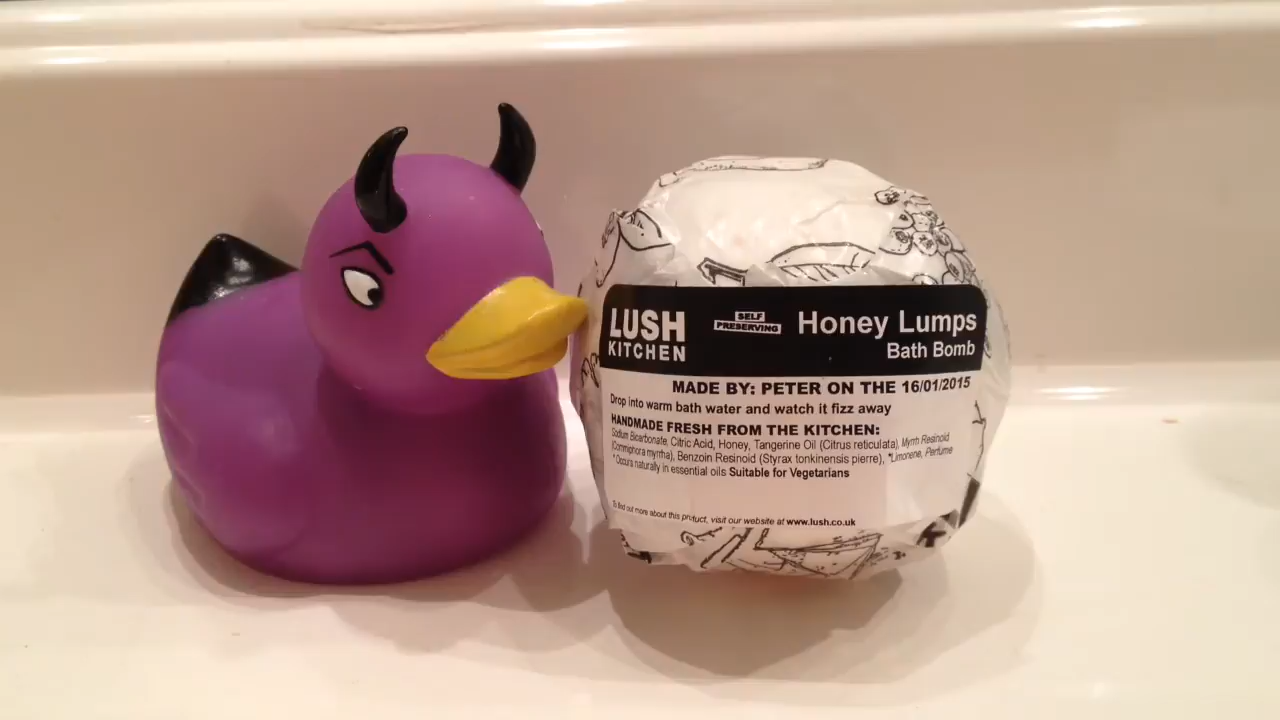 LUSH
KITCHEN
SELF
PRESERVING
Honey Lumps
Bath Bomb
MADE BY: PETER ON THE 16/01/2015
Drop into warm bath water and watch it fizz away
HANDMADE FRESH FROM THE KITCHEN:
Sodium Bicarbonate, Citric Acid, Honey, Tangerine Oil (Citrus reticulata), Myrrh Resinoid
(Commiphora myrrha), Benzoin Resinoid (Styrax tonkinensis pierre), *Limonene, Perfume
*Occurs naturally in essential oils Suitable for Vegetarians
To find out more about this product, visit our website at www.lush.co.uk
K